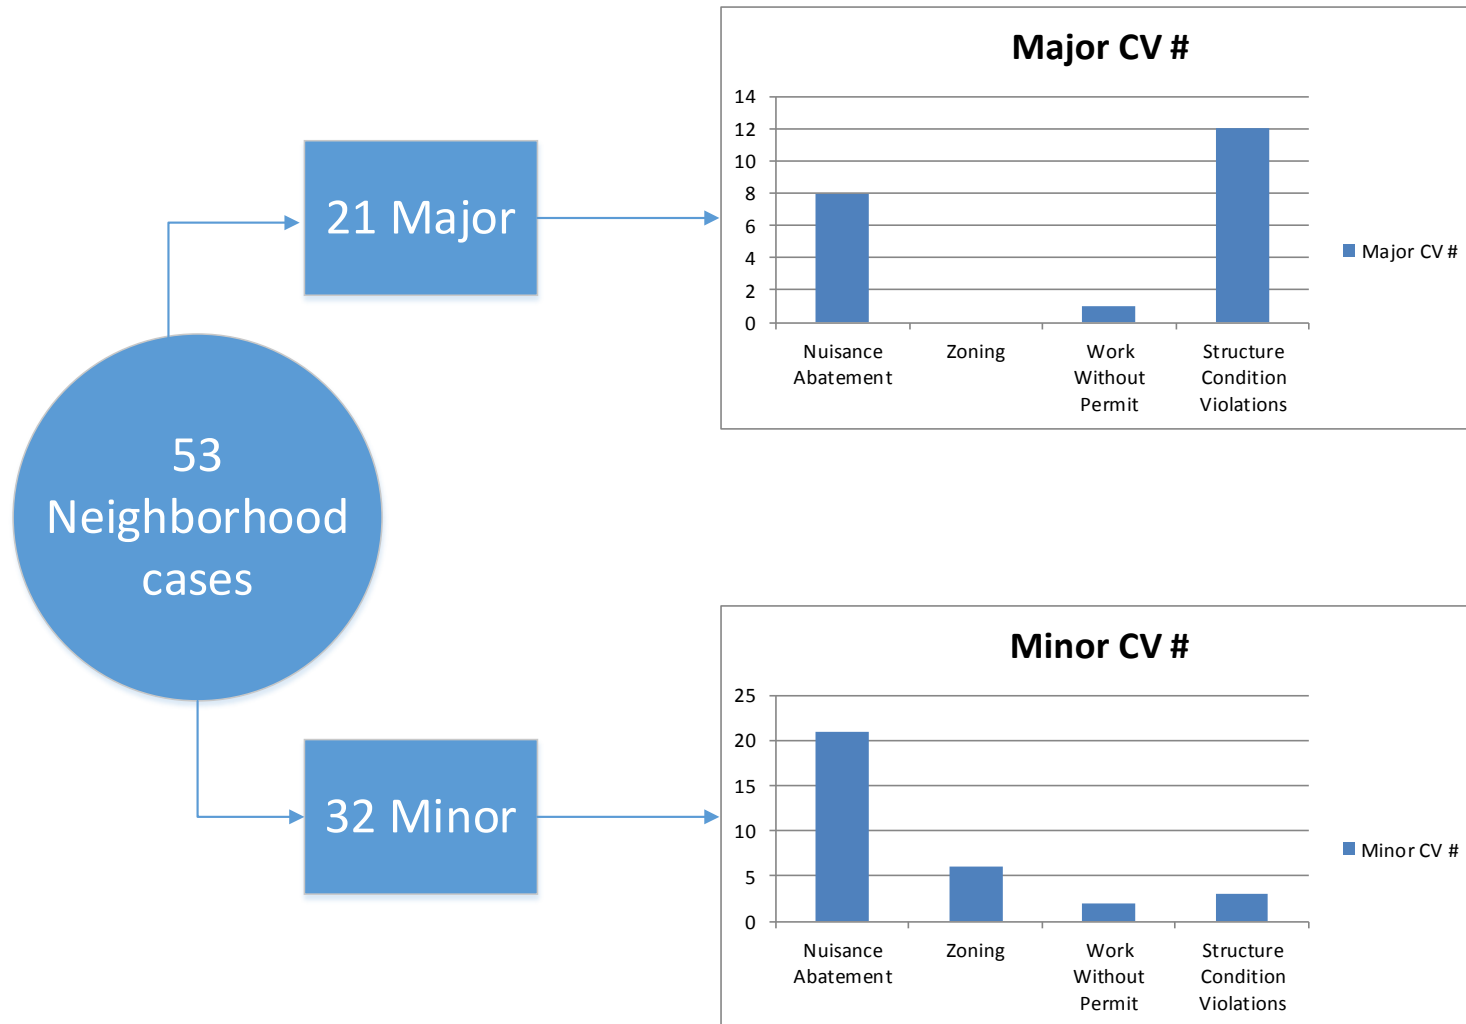 53
Neighborhood
cases
21 Major
32 Minor
Major CV #
14
12
10
8
6
4
2
0
Nuisance
Abatement
Zoning
Work
Without
Permit
Structure
Condition
Violations
Major CV #
Minor CV #
25
20
15
10
5
0
Nuisance
Abatement
Zoning
Work
Without
Permit
Structure
Condition
Violations
Minor CV #